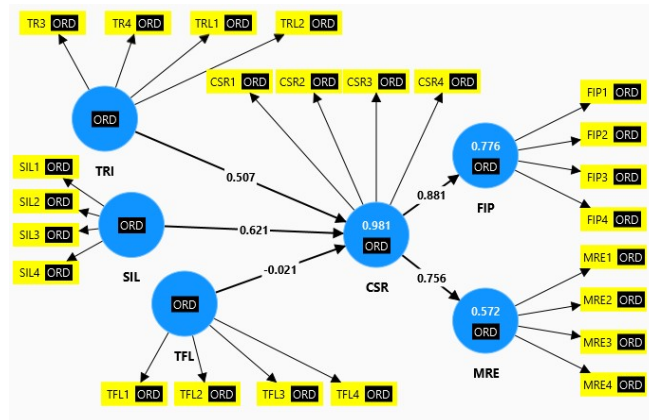 TR3 ORD
TR4 ORD
TRL1 ORD
TRL2 ORD
CSR1 ORD
CSR2 ORD
CSR3 ORD
CSR4 ORD
FIP1 ORD
FIP2 ORD
FIP3 ORD
FIP4 ORD
ORD
TRI
0.776
ORD
FIP
SIL1 ORD
SIL2 ORD
SIL3 ORD
SIL4 ORD
ORD
SIL
0.507
0.621
-0.021
0.881
0.756
0.981
ORD
CSR
ORD
TFL
MRE1 ORD
MRE2 ORD
MRE3 ORD
MRE4 ORD
0.572
ORD
MRE
TFL1 ORD
TFL2 ORD
TFL3 ORD
TFL4 ORD